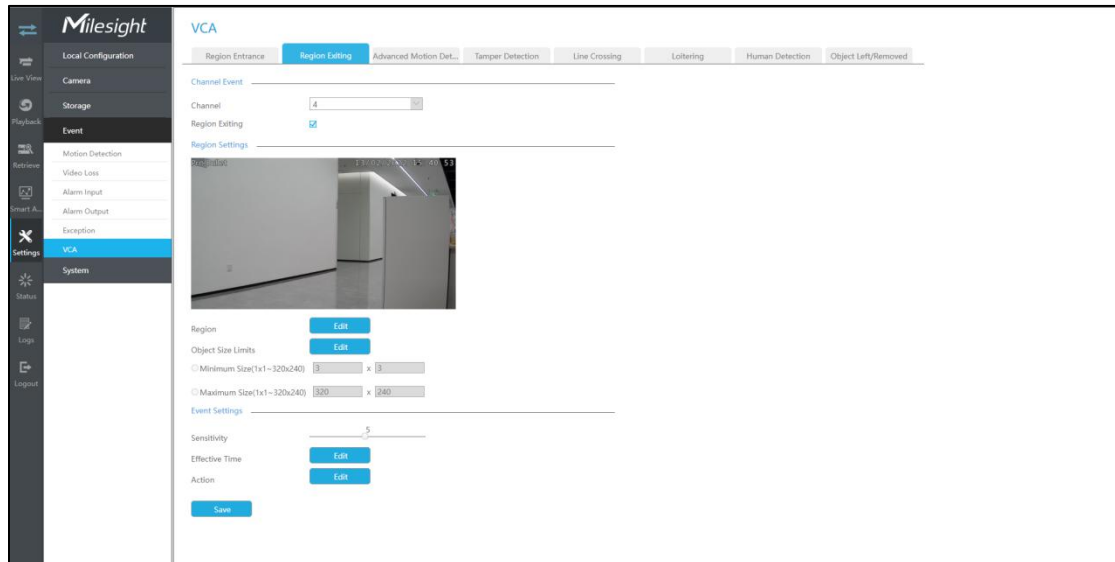 Milesight
Live View
Playback
Retrieve
Smart A...
Settings
Status
Logs
Logout
Local Configuration
Camera
Storage
Event
Motion Detection
Video Loss
Alarm Input
Alarm Output
Exception
VCA
System
VCA
Region Entrance Region Exiting Advanced Motion Det... Tamper Detection Line Crossing Loitering Human Detection Object Left/Removed
Channel Event
Channel 4
Region Exiting
Region Settings
Region Edit
Object Size Limits Edit
Minimum Size(1x1~320x240) 3 x 3
Maximum Size(1x1~320x240) 320 x 240
Event Settings
Sensitivity 5
Effective Time Edit
Action Edit
Save